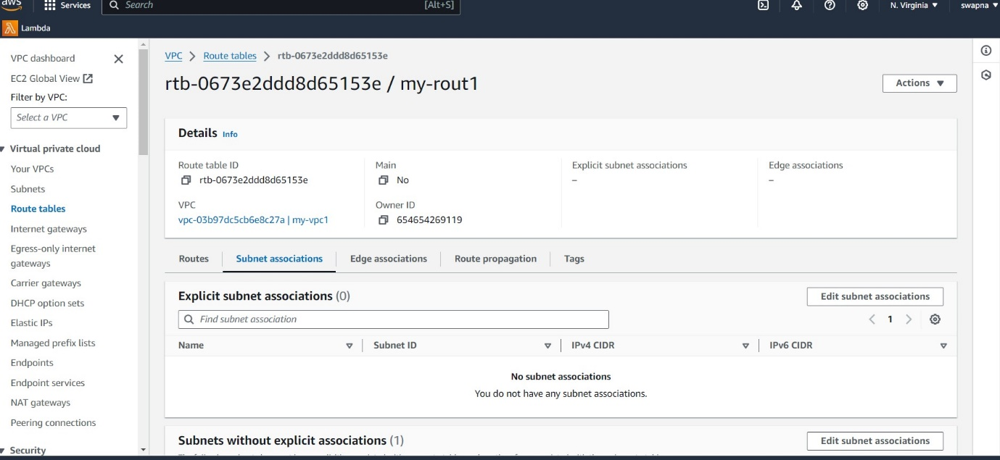 aws
Services
Search
[Alt+S]
N. Virginia
swapna
Lambda
VPC dashboard
EC2 Global View
Filter by VPC:
Select a VPC
Virtual private cloud
Your VPCs
Subnets
Route tables
Internet gateways
Egress-only internet
gateways
Carrier gateways
DHCP option sets
Elastic IPs
Managed prefix lists
Endpoints
Endpoint services
NAT gateways
Peering connections
Security
VPC > Route tables > rtb-0673e2ddd8d65153e
rtb-0673e2ddd8d65153e / my-rout1
Actions
Details Info
Route table ID
rtb-0673e2ddd8d65153e
Main
No
Explicit subnet associations
–
Edge associations
–
VPC
vpc-03b97dc5cb6e8c27a | my-vpc1
Owner ID
654654269119
Routes
Subnet associations
Edge associations
Route propagation
Tags
Explicit subnet associations (0)
Edit subnet associations
Find subnet association
1
Name
Subnet ID
IPv4 CIDR
IPv6 CIDR
No subnet associations
You do not have any subnet associations.
Subnets without explicit associations (1)
Edit subnet associations